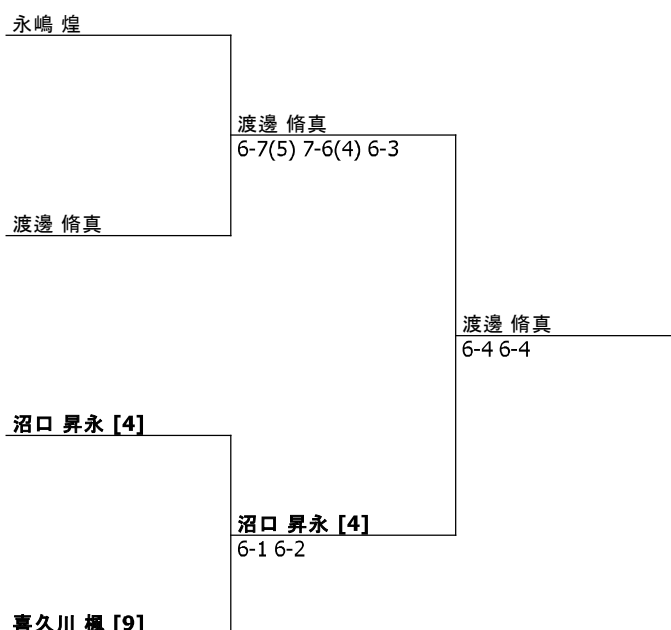 永嶋 煌
渡邊 脩真
6-7(5) 7-6(4) 6-3
渡邊 脩真
渡邊 脩真
6-4 6-4
沼口 昇永 [4]
沼口 昇永 [4]
6-1 6-2
喜久川 楓 [9]